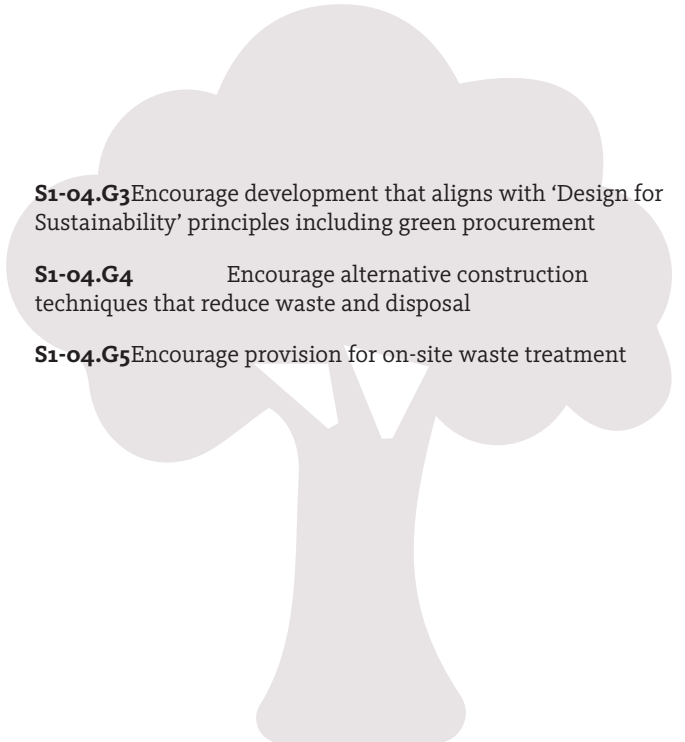 S1-04.G3Encourage development that aligns with ‘Design for
Sustainability’ principles including green procurement
S1-04.G4 Encourage alternative construction
techniques that reduce waste and disposal
S1-04.G5Encourage provision for on-site waste treatment